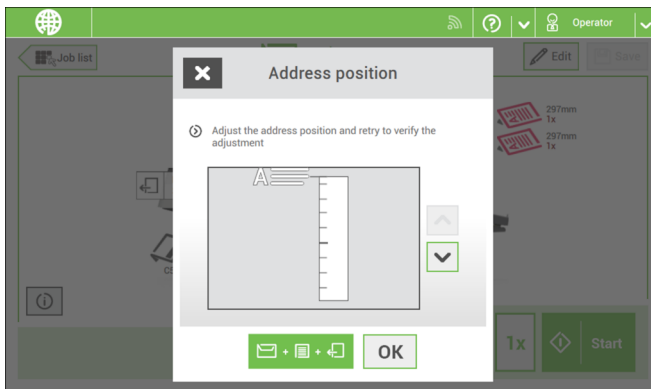 Operator
Job list
Edit
Save
Address position
Adjust the address position and retry to verify the
adjustment
A
297mm
1x
297mm
1x
OK
1x
Start